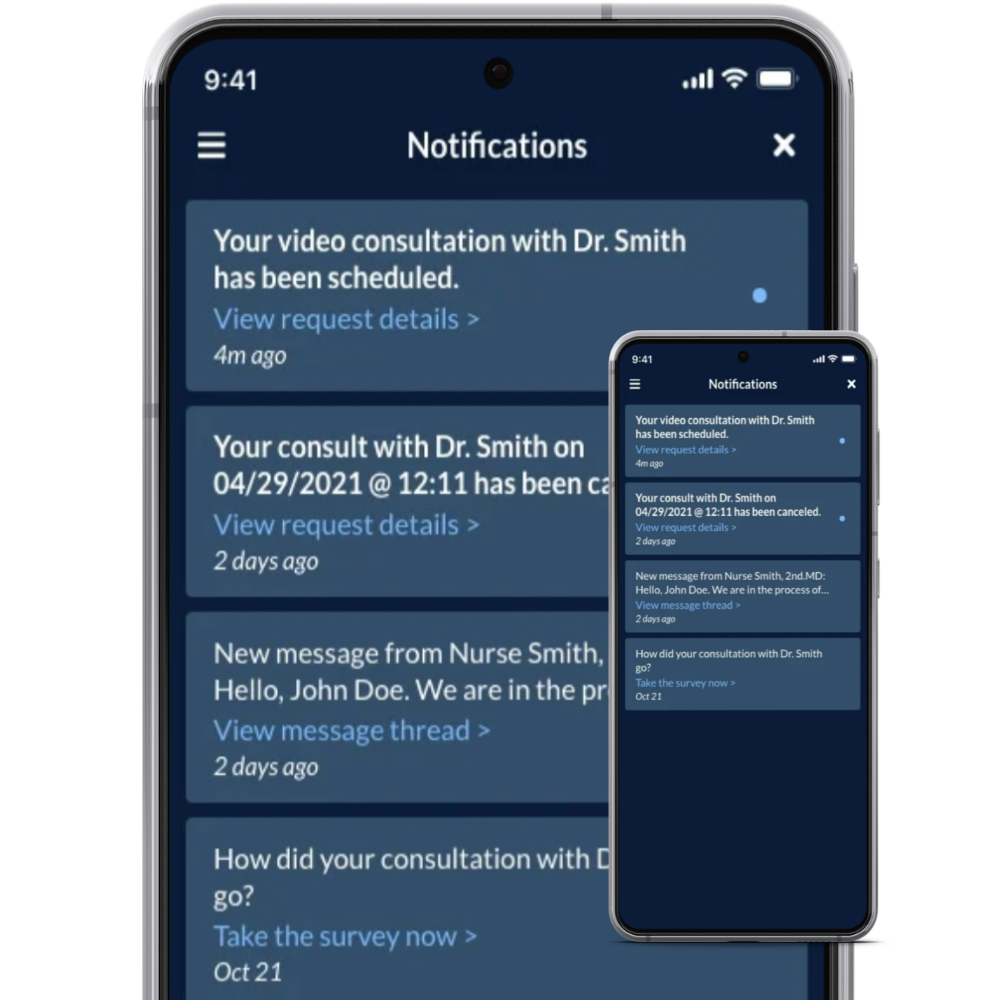 9:41
Notifications
Your video consultation with Dr. Smith
has been scheduled.
View request details >
4m ago
Your consult with Dr. Smith on
04/29/2021 @ 12:11 has been ca
View request details >
2 days ago
New message from Nurse Smith,
Hello, John Doe. We are in the pr
View message thread >
2 days ago
How did your consultation with D
go?
Take the survey now >
Oct 21
9:41
Notifications
Your video consultation with Dr. Smith
has been scheduled.
View request details >
4m ago
Your consult with Dr. Smith on
04/29/2021 @ 12:11 has been canceled.
View request details >
2 days ago
New message from Nurse Smith, 2nd.MD:
Hello, John Doe. We are in the process of...
View message thread >
2 days ago
How did your consultation with Dr. Smith
go?
Take the survey now >
Oct 21